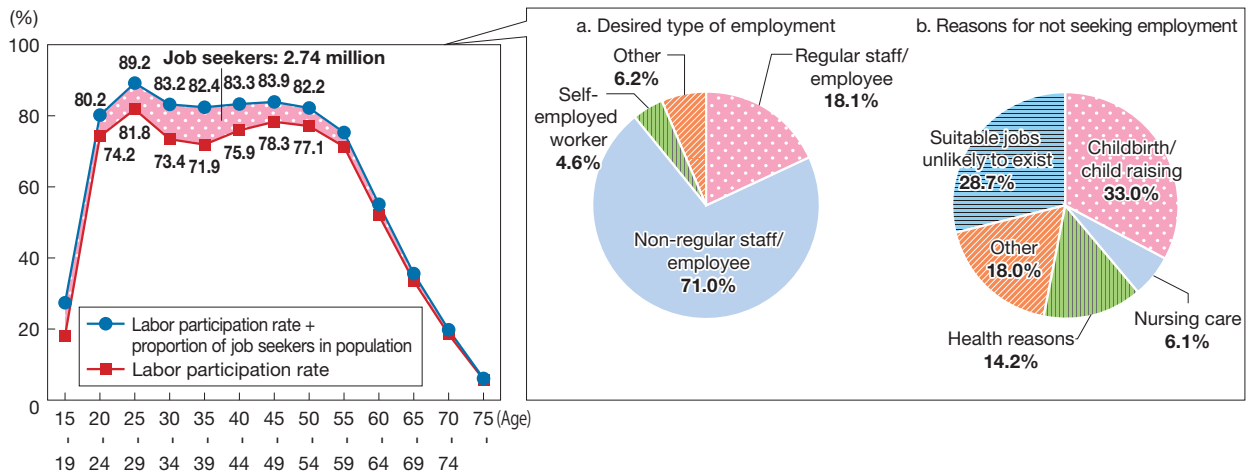 (%)
100
80
60
40
20
0
Job seekers: 2.74 million
80.2
89.2
83.2
82.4
83.3
83.9
82.2
74.2
81.8
73.4
71.9
75.9
78.3
77.1
Labor participation rate +
proportion of job seekers in population
Labor participation rate
15 20 25 30 35 40 45 50 55 60 65 70 75 (Age)
19 24 29 34 39 44 49 54 59 64 69 74
a. Desired type of employment
Other
6.2%
Regular staff/
employee
18.1%
Self-
employed
worker
4.6%
Non-regular staff/
employee
71.0%
b. Reasons for not seeking employment
Suitable jobs
unlikely to exist
28.7%
Childbirth/
child raising
33.0%
Other
18.0%
Health reasons
14.2%
Nursing care
6.1%